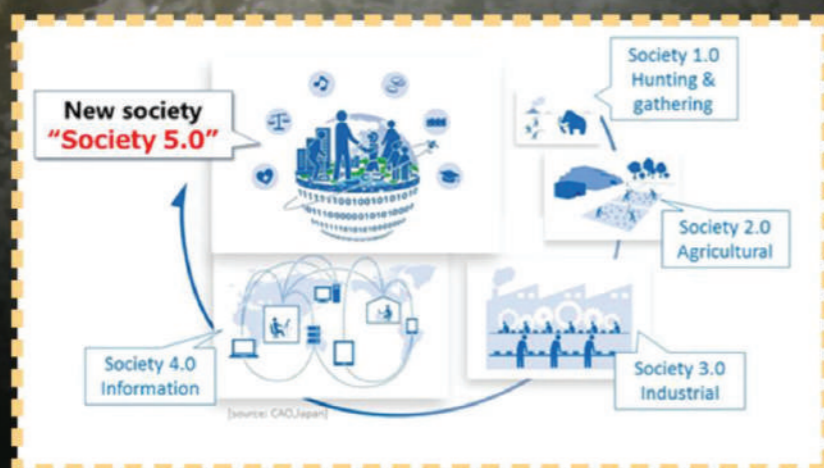 Society 1.0
Hunting &
gathering
New society
“Society 5.0”
Society 2.0
Agricultural
Society 4.0
Information
Society 3.0
Industrial
[source: CAO,Japan]